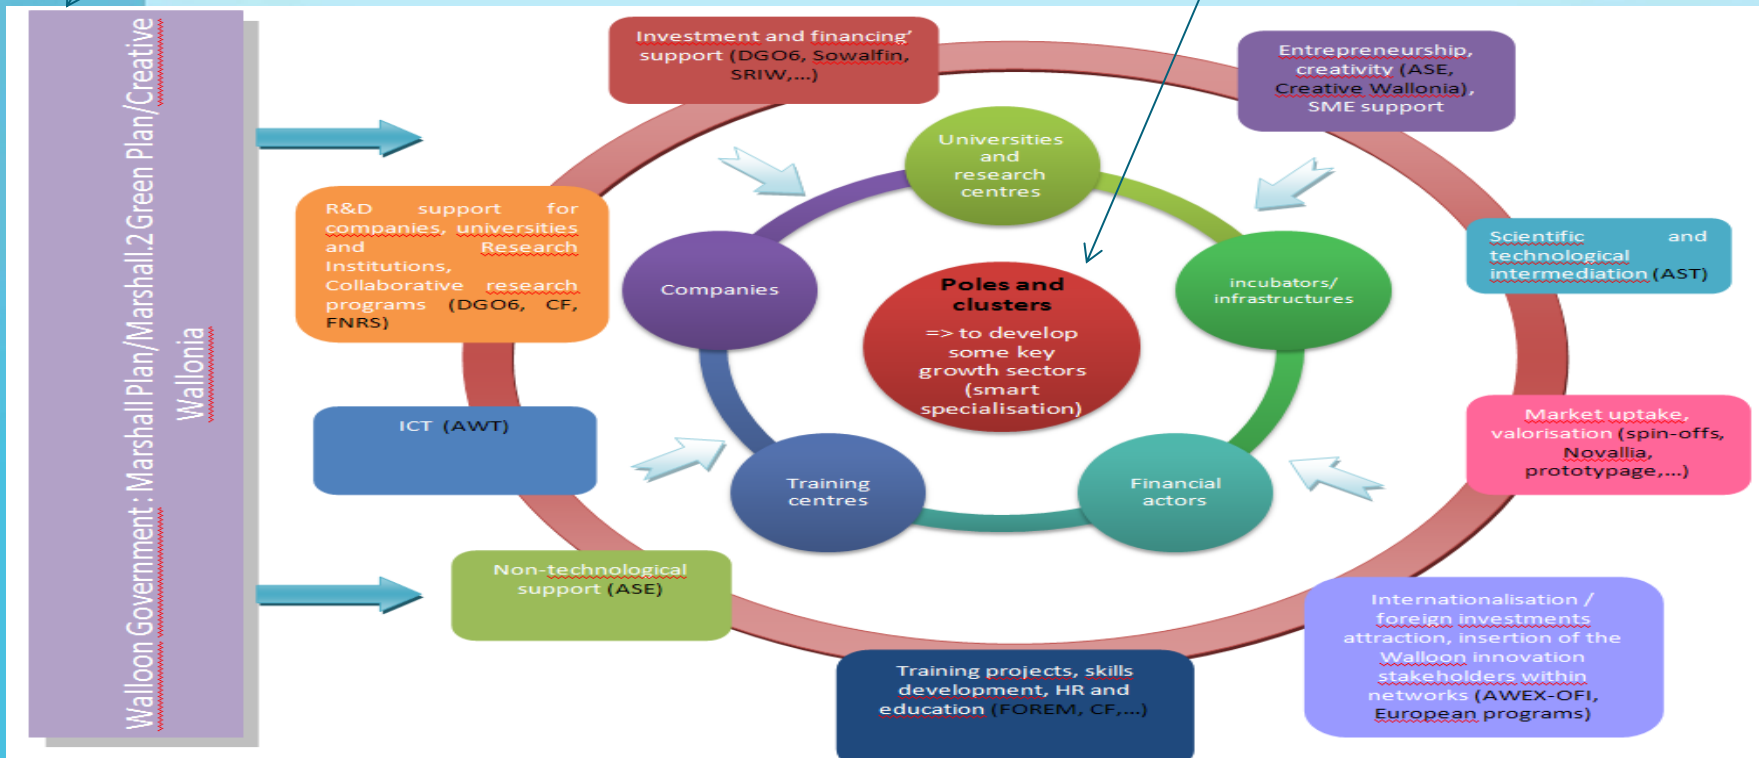 Walloon Government: Marshall Plan/Marshall.2 Green Plan/Creative
Wallonia
Investment and financing’
support (DGO6, Sowalfin,
SRIW,...)
Entrepreneurship,
creativity (ASE,
Creative Wallonia),
SME support
R&D support for
companies, universities
and Research
Institutions,
Collaborative research
programs (DGO6, CF,
FNRS)
Scientific and
technological
intermediation (AST)
ICT (AWT)
Market uptake,
valorisation (spin-offs,
Novallia,
prototypage,...)
Non-technological
support (ASE)
Internationalisation /
foreign investments
attraction, insertion of the
Walloon innovation
stakeholders within
networks (AWEX-OFI,
European programs)
Training projects, skills
development, HR and
education (FOREM, CF,...)
Universities
and
research
centres
Companies
incubators/
infrastructures
Poles and
clusters
=> to develop
some key
growth sectors
(smart
specialisation)
Training
centres
Financial
actors